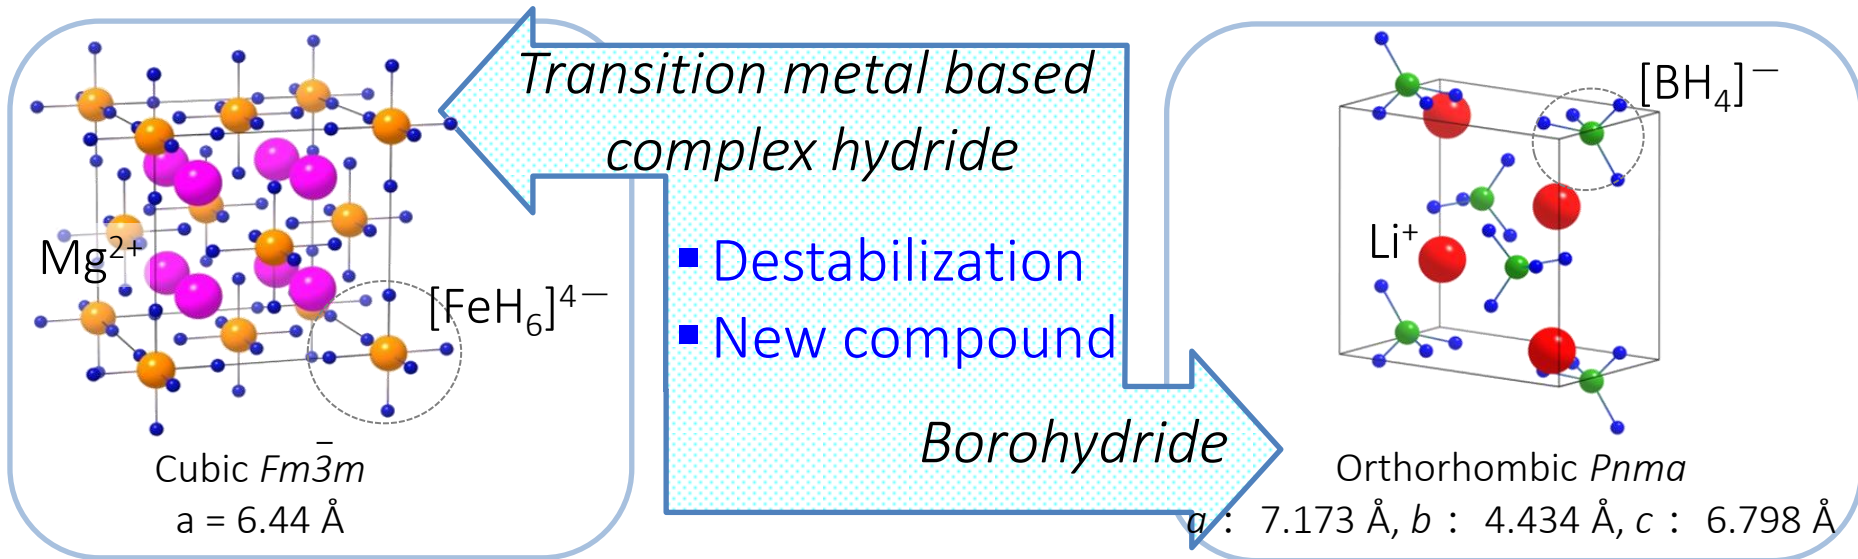 Mg²⁺
[FeH₆]⁴⁻
Cubic Fm3̅m
a = 6.44 Å
Transition metal based
complex hydride
▪ Destabilization
▪ New compound
Borohydride
[BH₄]⁻
Li⁺
Orthorhombic Pnma
a : 7.173 Å, b : 4.434 Å, c : 6.798 Å